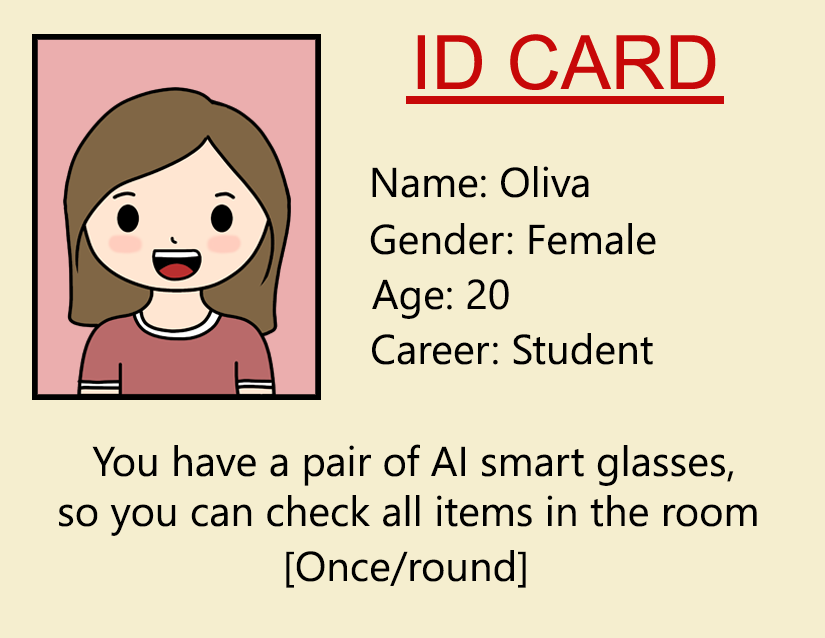 ID CARD
Name: Oliva
Gender: Female
Age: 20
Career: Student
You have a pair of AI smart glasses,
so you can check all items in the room
[Once/round]